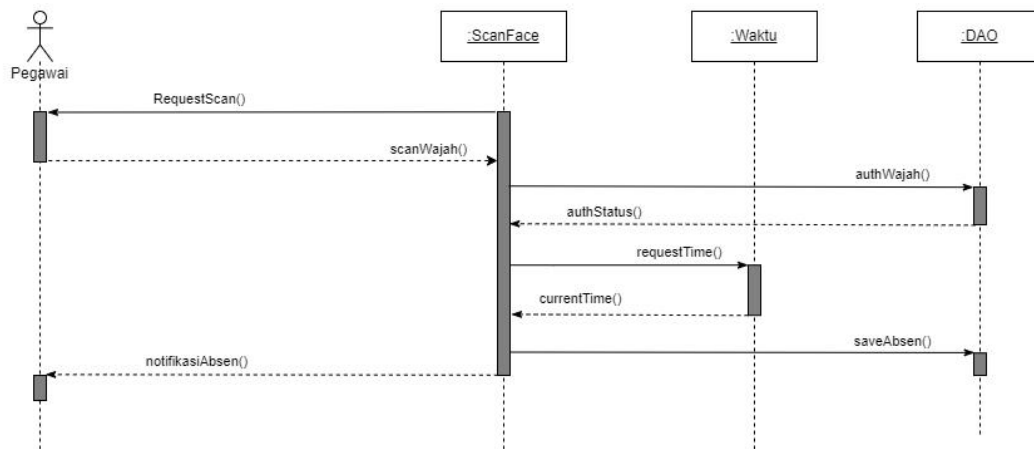 :ScanFace
:Waktu
:DAO
Pegawai
RequestScan()
scanWajah()
authWajah()
authStatus()
requestTime()
currentTime()
saveAbsen()
notifikasiAbsen()